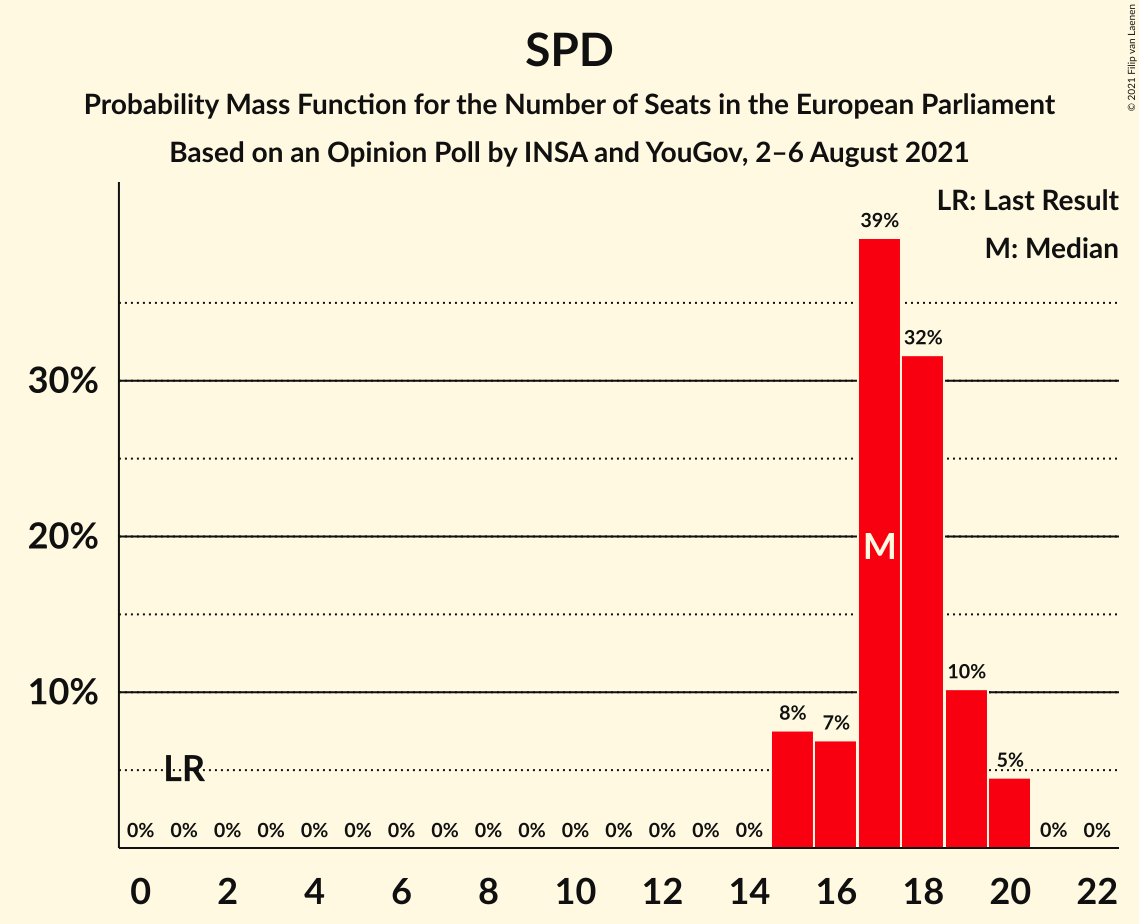 SPD
Probability Mass Function for the Number of Seats in the European Parliament
Based on an Opinion Poll by INSA and YouGov, 2–6 August 2021
© 2021 Filip van Laenen
LR: Last Result
M: Median
39%
32%
30%
20%
M
10%
10%
8%
7%
5%
LR
0% 0% 0% 0% 0% 0% 0% 0% 0% 0% 0% 0% 0% 0% 0% 0% 0%
0 2 4 6 8 10 12 14 16 18 20 22